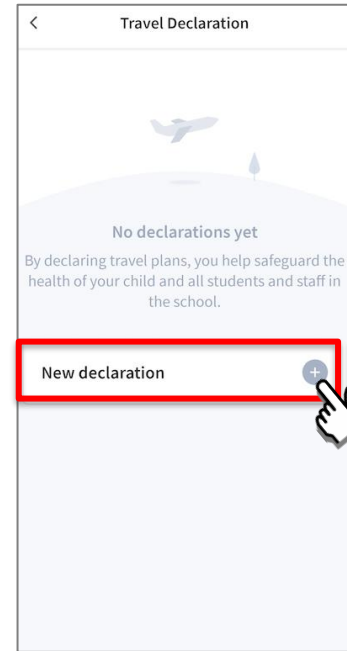 Travel Declaration
No declarations yet
By declaring travel plans, you help safeguard the
health of your child and all students and staff in
the school.
New declaration